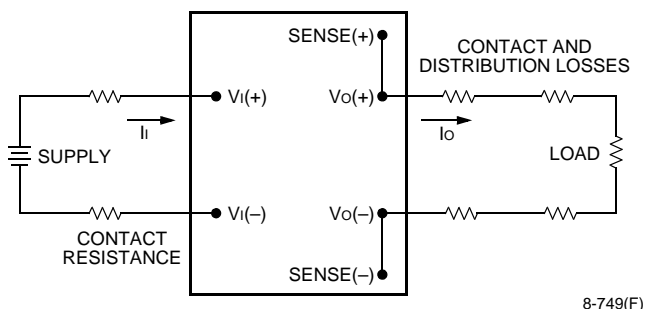 SENSE(+)
CONTACT AND
DISTRIBUTION LOSSES
VI(+)
VO(+)
II
IO
SUPPLY
LOAD
VI(–)
VO(–)
CONTACT
RESISTANCE
SENSE(–)
8-749(F)